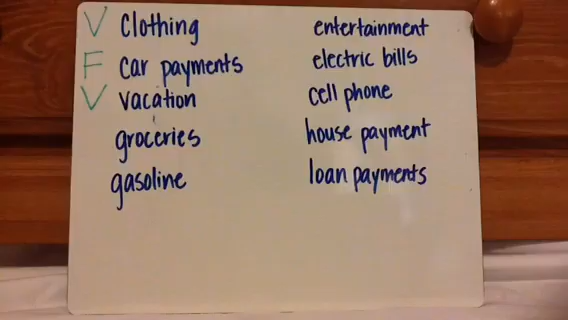 V Clothing entertainment
F Car payments electric bills
V Vacation cell phone
groceries house payment
gasoline loan payments